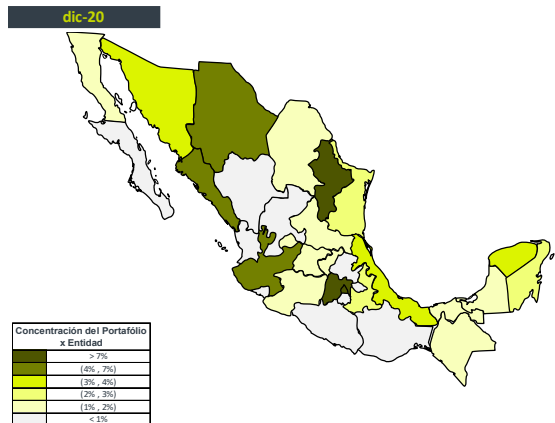 dic-20
Concentración del Portafólio
x Entidad
> 7%
(4% , 7%)
(3% , 4%)
(2% , 3%)
(1% , 2%)
< 1%